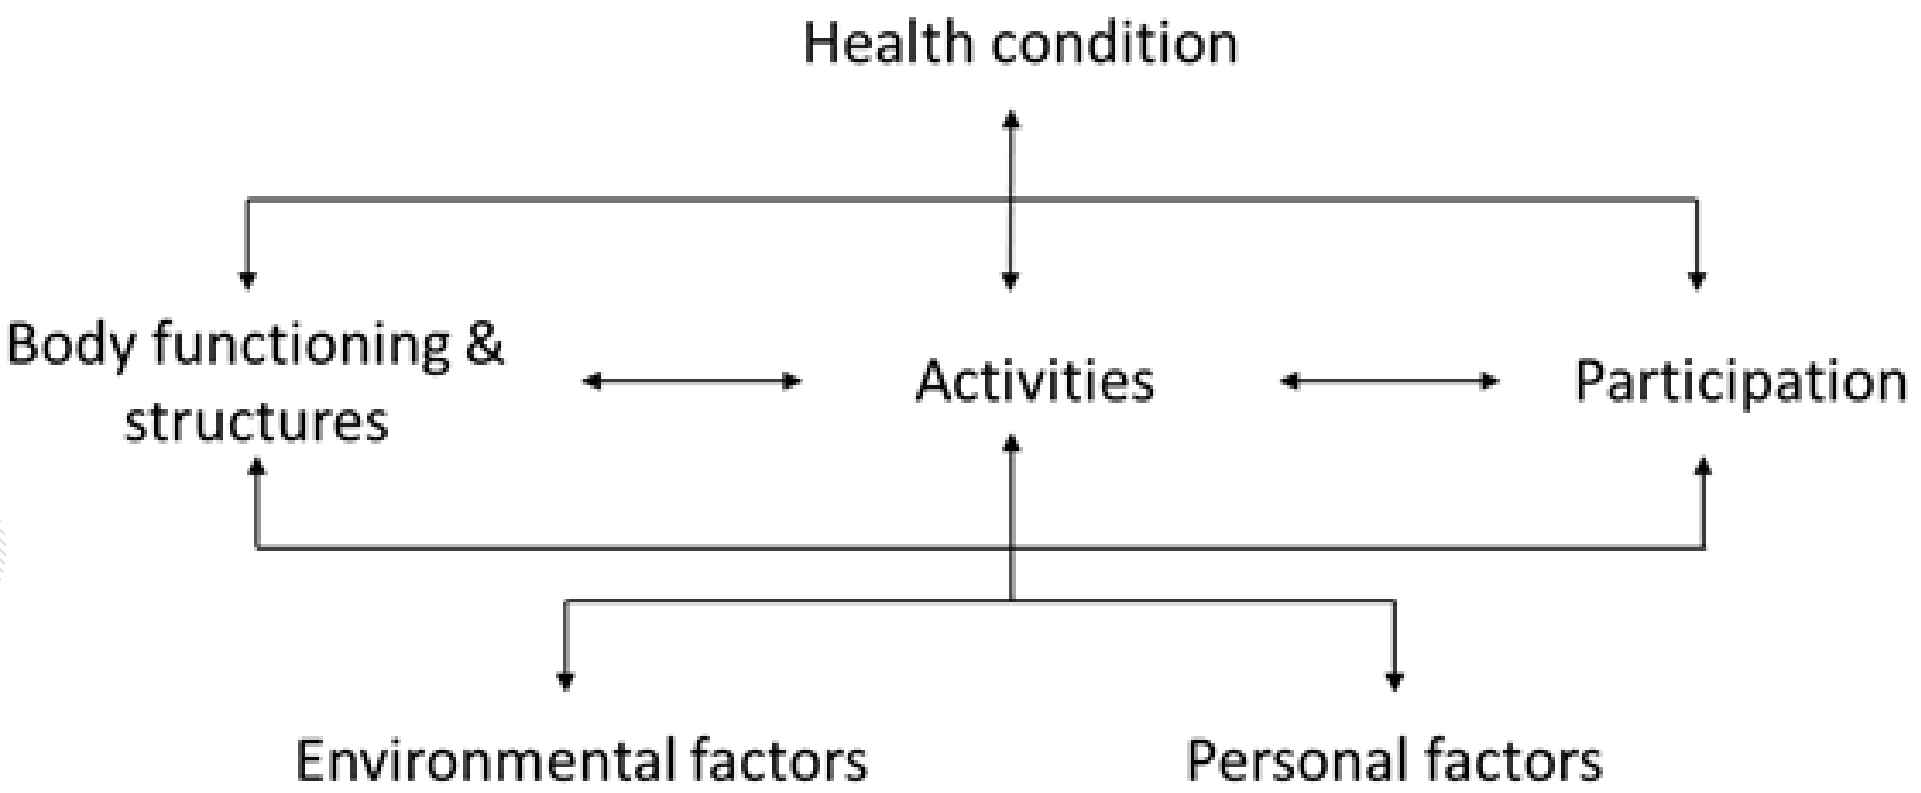 Health condition
Body functioning &
structures
Activities
Participation
Environmental factors
Personal factors